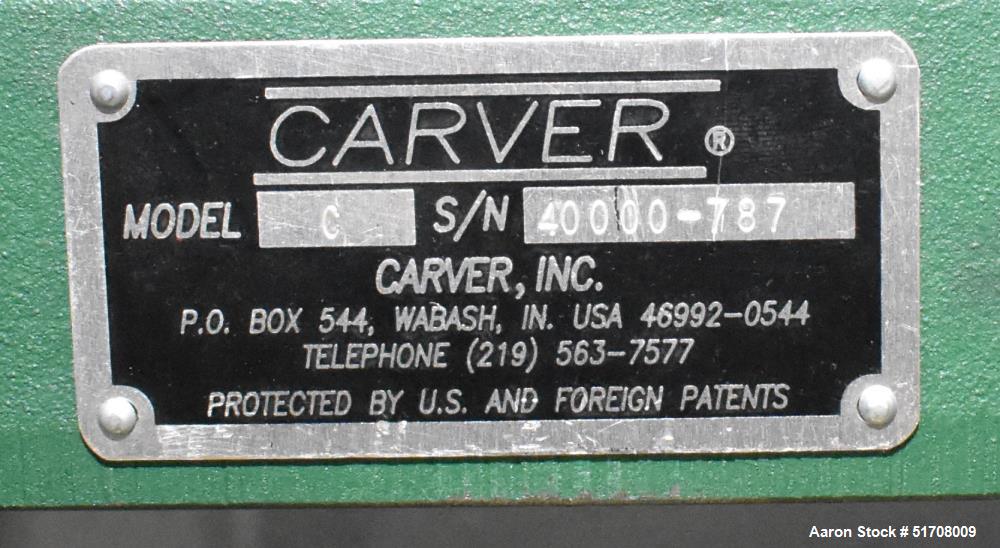 CARVER ®
MODEL C S/N 40000-787
CARVER, INC.
P.O. BOX 544, WABASH, IN. USA 46992-0544
TELEPHONE (219) 563-7577
PROTECTED BY U.S. AND FOREIGN PATENTS
Aaron Stock # 51708009